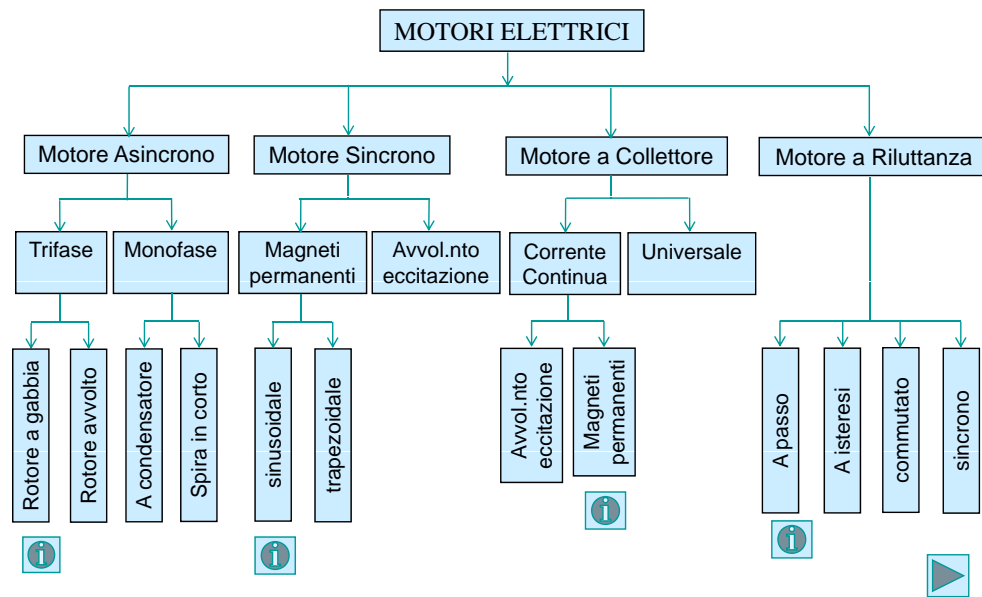 MOTORI ELETTRICI
Motore Asincrono
Motore Sincrono
Motore a Collettore
Motore a Riluttanza
Trifase
Monofase
Magneti
permanenti
Avvol.nto
eccitazione
Corrente
Continua
Universale
Rotore a gabbia
Rotore avvolto
A condensatore
Spira in corto
sinusoidale
trapezoidale
Avvol.nto
eccitazione
Magneti
permanenti
A passo
A isteresi
commutato
sincrono